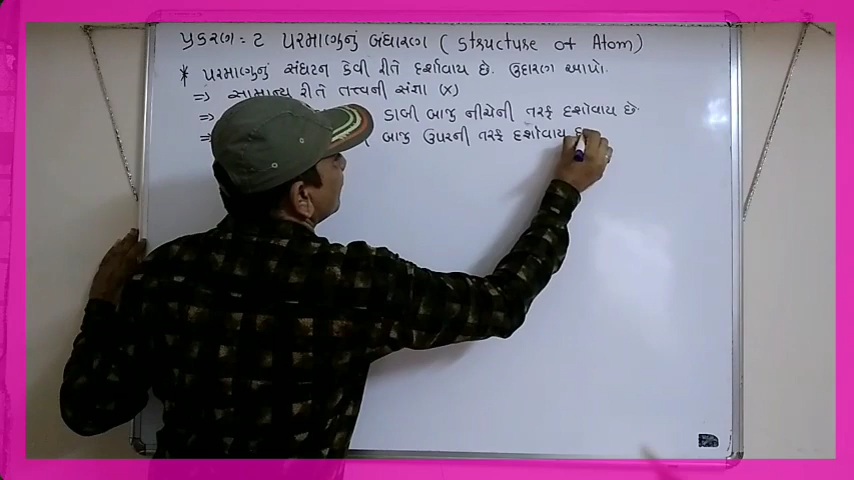 પ્રકરણ: ૨ પરમાણુનું બંધારણ ( Structure of Atom)
* પરમાણુનું સંઘટન કેવી રીતે દર્શાવાય છે. ઉદાહરણ આપો.
⇒ સામાન્ય રીતે તત્ત્વની સંજ્ઞા (X)
⇒ ડાબી બાજુ નીચેની તરફ દર્શાવાય છે.
⇒ બાજુ ઉપરની તરફ દર્શાવાય